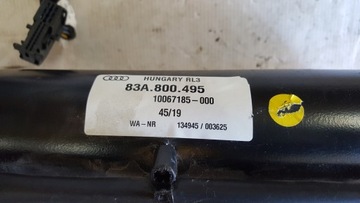 HUNGARY RL3
83A.800.495
10067185-000
45/19
WA-NR 134945 / 003625